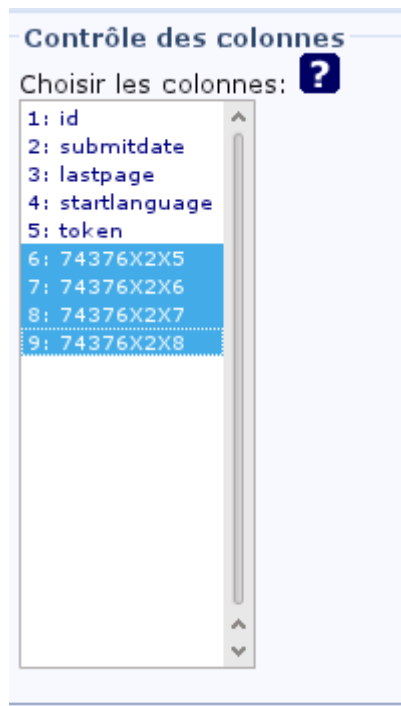 Contrôle des colonnes
Choisir les colonnes: ?
1: id
2: submitdate
3: lastpage
4: startlanguage
5: token
6: 74376X2X5
7: 74376X2X6
8: 74376X2X7
9: 74376X2X8